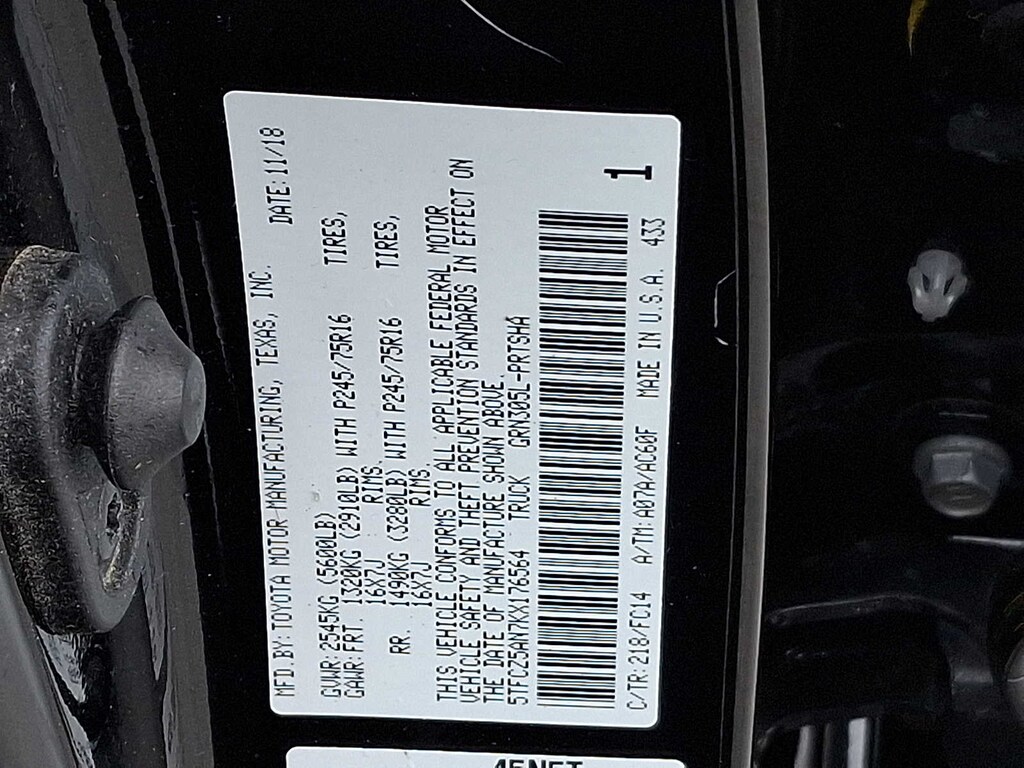 MFD.BY: TOYOTA MOTOR MANUFACTURING, TEXAS, INC.
GVWR: 2545KG (5600LB) DATE: 11/18
GAWR: FRT. 1320KG (2910LB) WITH P245/75R16 TIRES,
16X7J RIMS.
RR. 1490KG (3280LB) WITH P245/75R16 TIRES,
16X7J RIMS.
THIS VEHICLE CONFORMS TO ALL APPLICABLE FEDERAL MOTOR
VEHICLE SAFETY AND THEFT PREVENTION STANDARDS IN EFFECT ON
THE DATE OF MANUFACTURE SHOWN ABOVE.
5TFCZ5AN7KX176564 TRUCK GRN305L-PRTSHA
1
C/TR: 218/FC14 A/TM: A07A/AC60F MADE IN U.S.A. 433